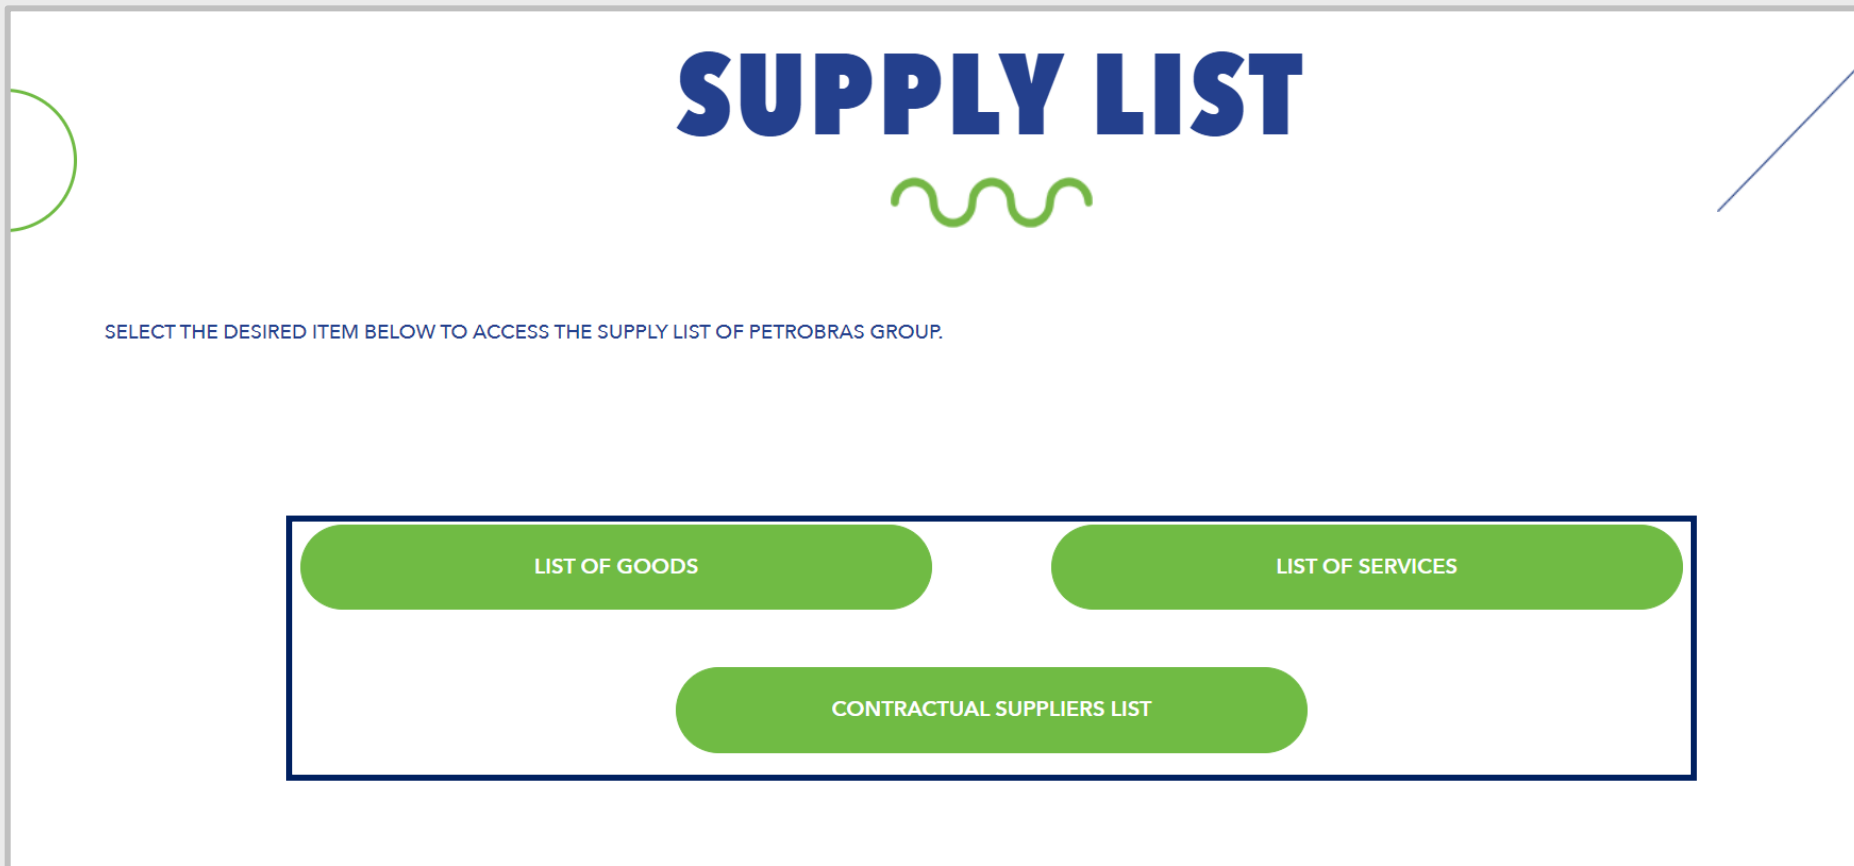 SUPPLY LIST
SELECT THE DESIRED ITEM BELOW TO ACCESS THE SUPPLY LIST OF PETROBRAS GROUP.
LIST OF GOODS
LIST OF SERVICES
CONTRACTUAL SUPPLIERS LIST